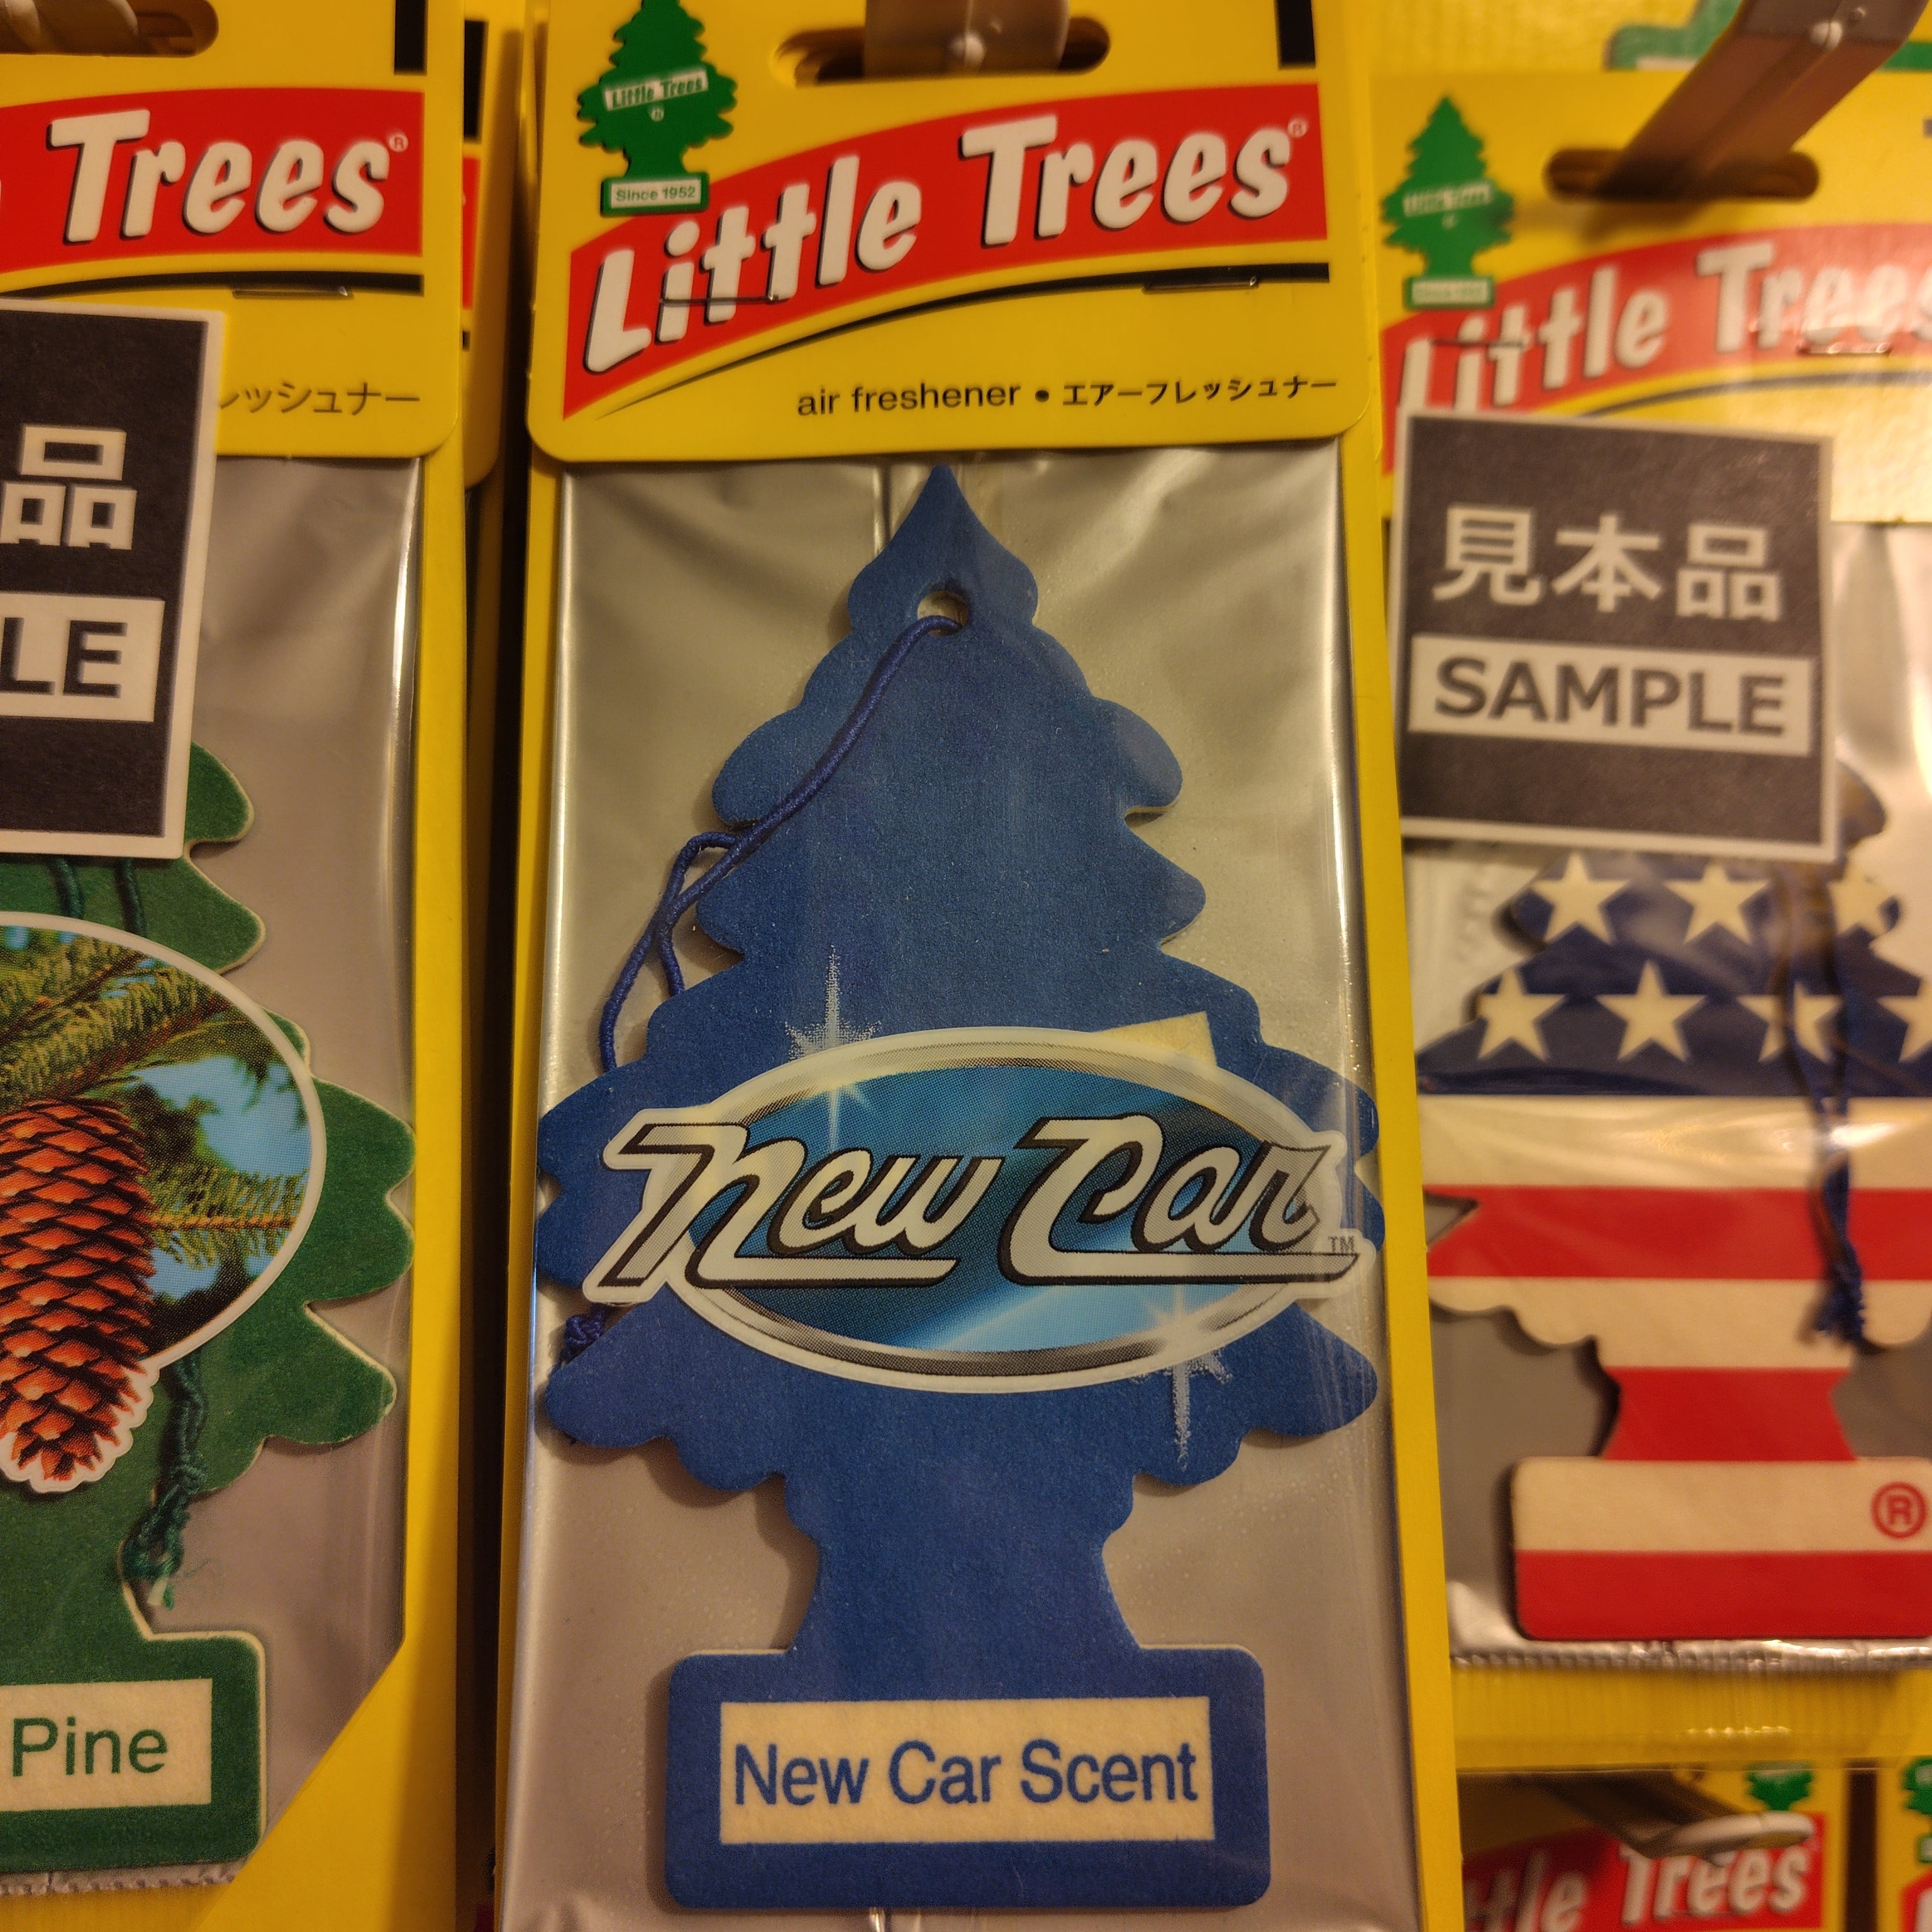 Trees®
レッシュナー
品
LE
Pine
Little Trees
®
Since 1952
Little Trees®
air freshener • エアーフレッシュナー
New Car™
New Car Scent
Little Trees
Little Trees
見本品
SAMPLE
®
Trees